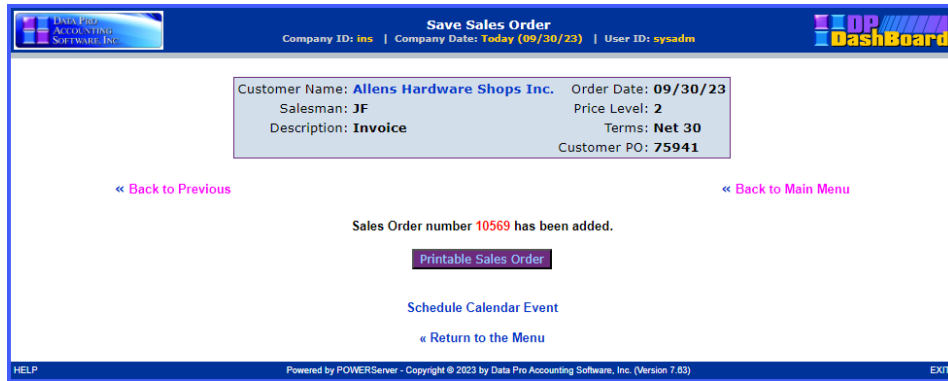 DATA PRO
ACCOUNTING
SOFTWARE, INC.
Save Sales Order
Company ID: ins | Company Date: Today (09/30/23) | User ID: sysadm
DP
DashBoard
Customer Name: Allens Hardware Shops Inc. Order Date: 09/30/23
Salesman: JF Price Level: 2
Description: Invoice Terms: Net 30
Customer PO: 75941
« Back to Previous « Back to Main Menu
Sales Order number 10569 has been added.
Printable Sales Order
Schedule Calendar Event
« Return to the Menu
HELP Powered by POWERServer - Copyright © 2023 by Data Pro Accounting Software, Inc. (Version 7.63) EXIT